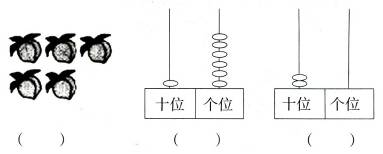 十位 个位 十位 个位
( ) ( ) ( )